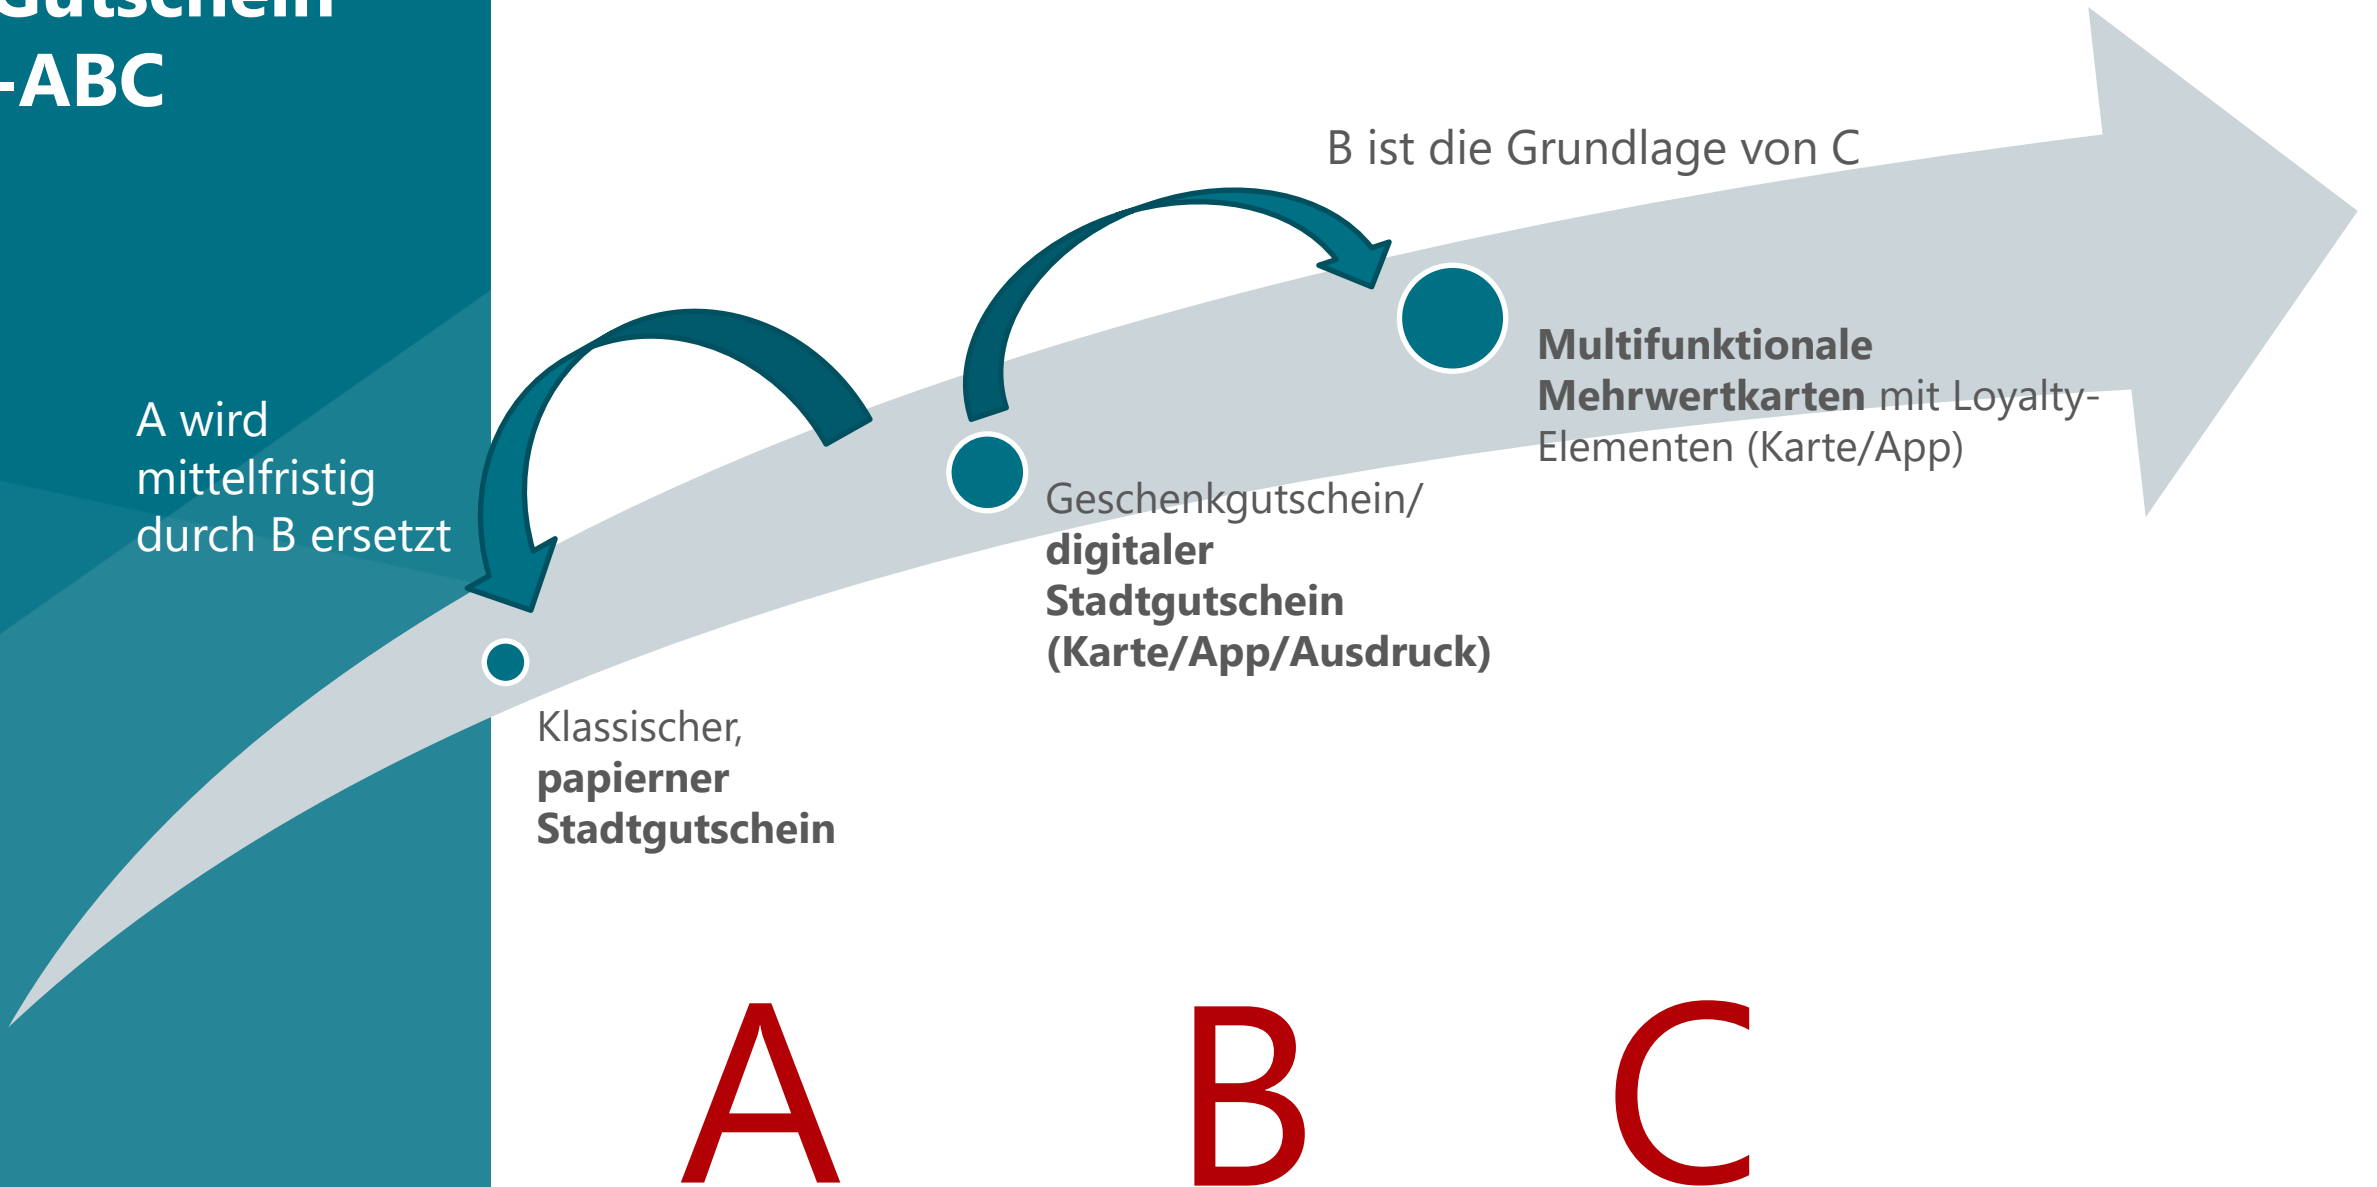 Gutschein
-ABC
B ist die Grundlage von C
A wird
mittelfristig
durch B ersetzt
Multifunktionale
Mehrwertkarten mit Loyalty-
Elementen (Karte/App)
Geschenkgutschein/
digitaler
Stadtgutschein
(Karte/App/Ausdruck)
Klassischer,
papierner
Stadtgutschein
A B C